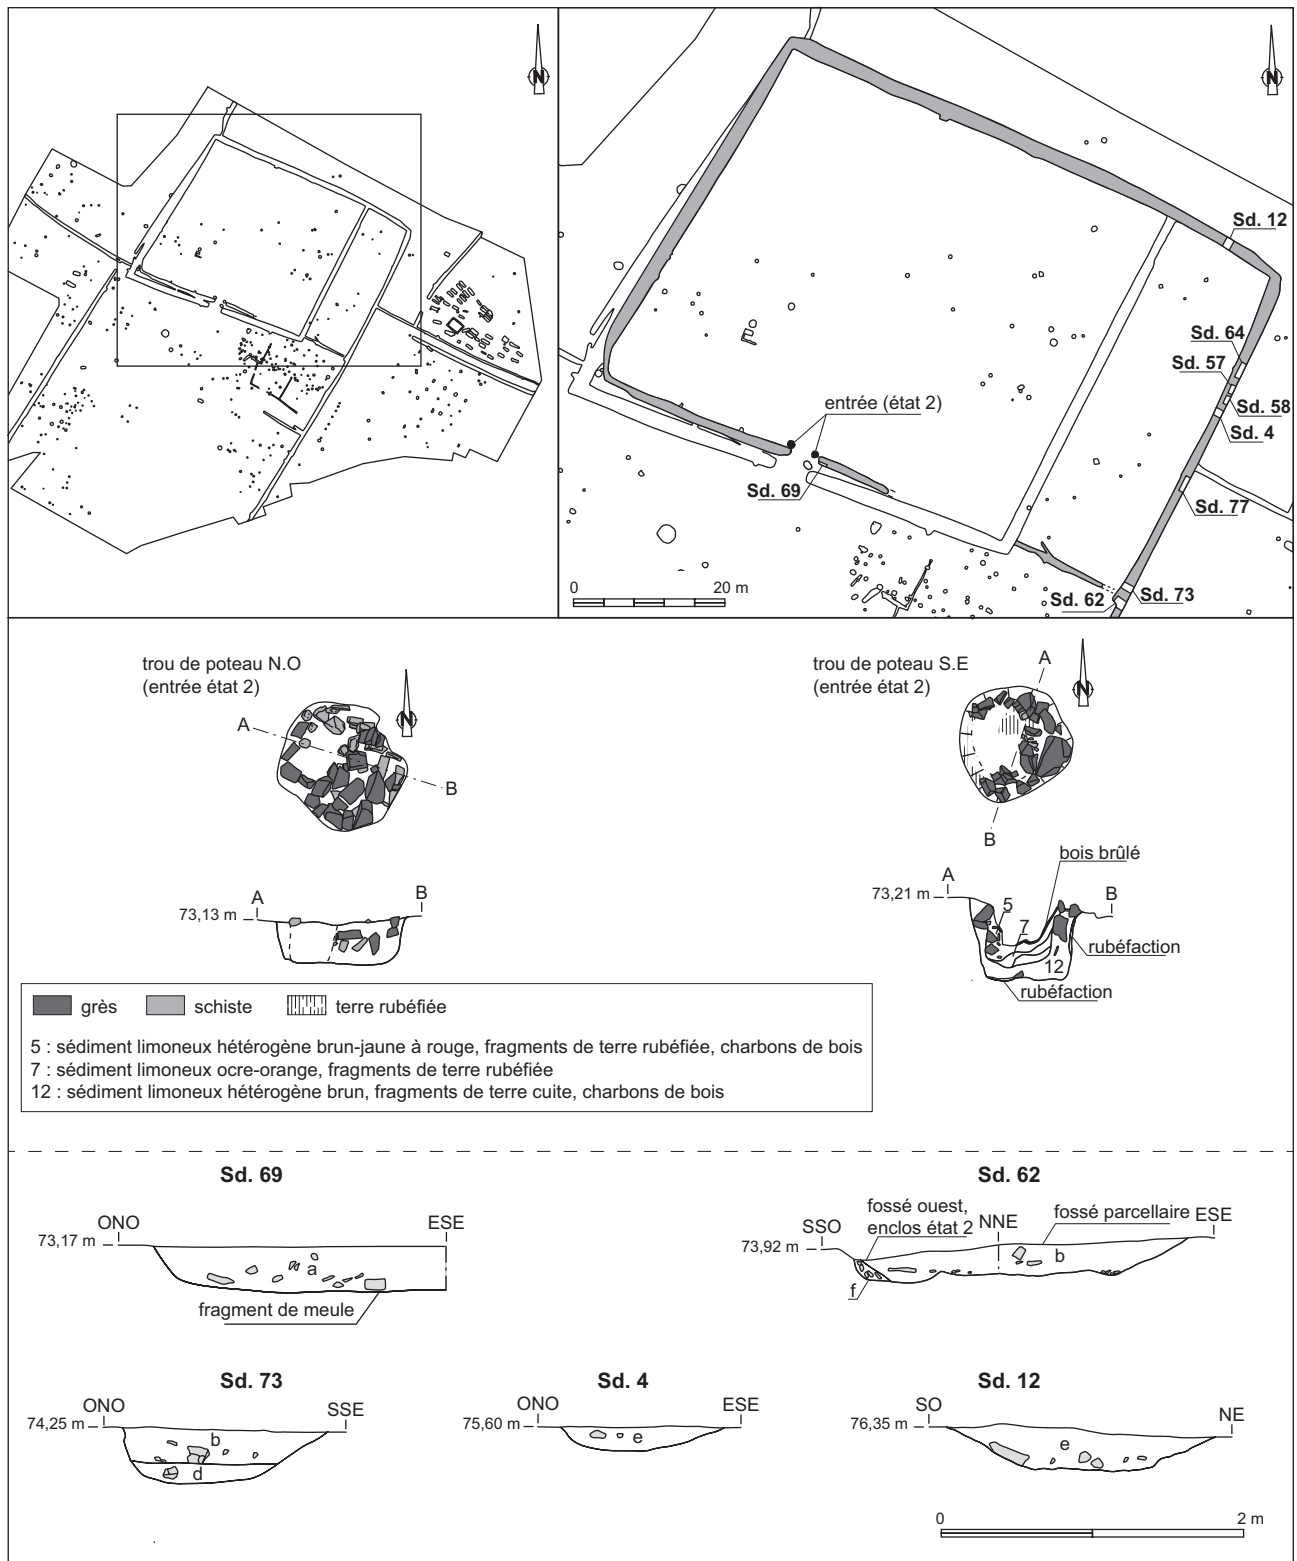 N
N
Sd. 12
Sd. 64
Sd. 57
Sd. 58
Sd. 4
entrée (état 2)
Sd. 69
Sd. 77
0 20 m
Sd. 62
Sd. 73
trou de poteau N.O
(entrée état 2)
N
A
B
A
B
73,13 m
trou de poteau S.E
(entrée état 2)
A
N
B
bois brûlé
A
73,21 m
B
5
7
12
rubéfaction
rubéfaction
grès
schiste
terre rubéfiée
5 : sédiment limoneux hétérogène brun-jaune à rouge, fragments de terre rubéfiée, charbons de bois
7 : sédiment limoneux ocre-orange, fragments de terre rubéfiée
12 : sédiment limoneux hétérogène brun, fragments de terre cuite, charbons de bois
Sd. 69
ONO
ESE
73,17 m
a
fragment de meule
Sd. 62
fossé ouest,
enclos état 2
SSO
NNE
fossé parcellaire
ESE
73,92 m
b
f
Sd. 73
ONO
SSE
74,25 m
b
d
Sd. 4
ONO
ESE
75,60 m
e
Sd. 12
SO
NE
76,35 m
e
0 2 m